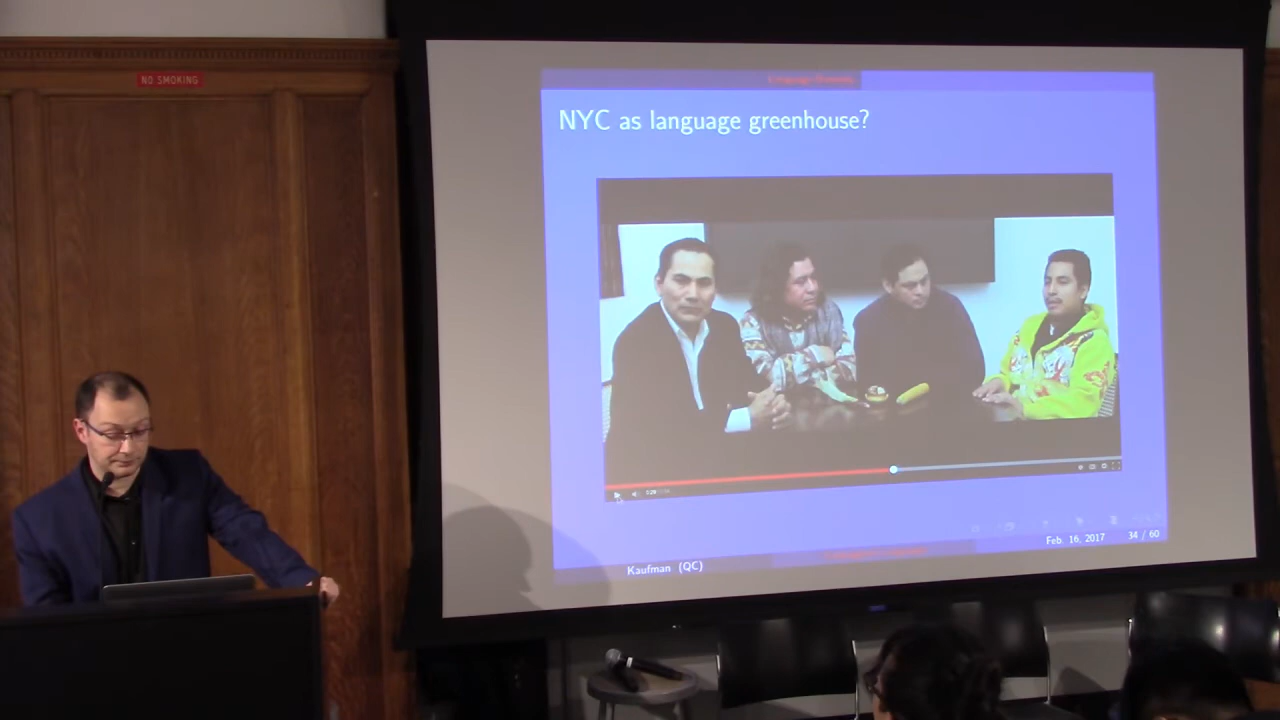 NO SMOKING
NYC as language greenhouse?
Feb. 16, 2017
34 / 60
Kaufman (QC)